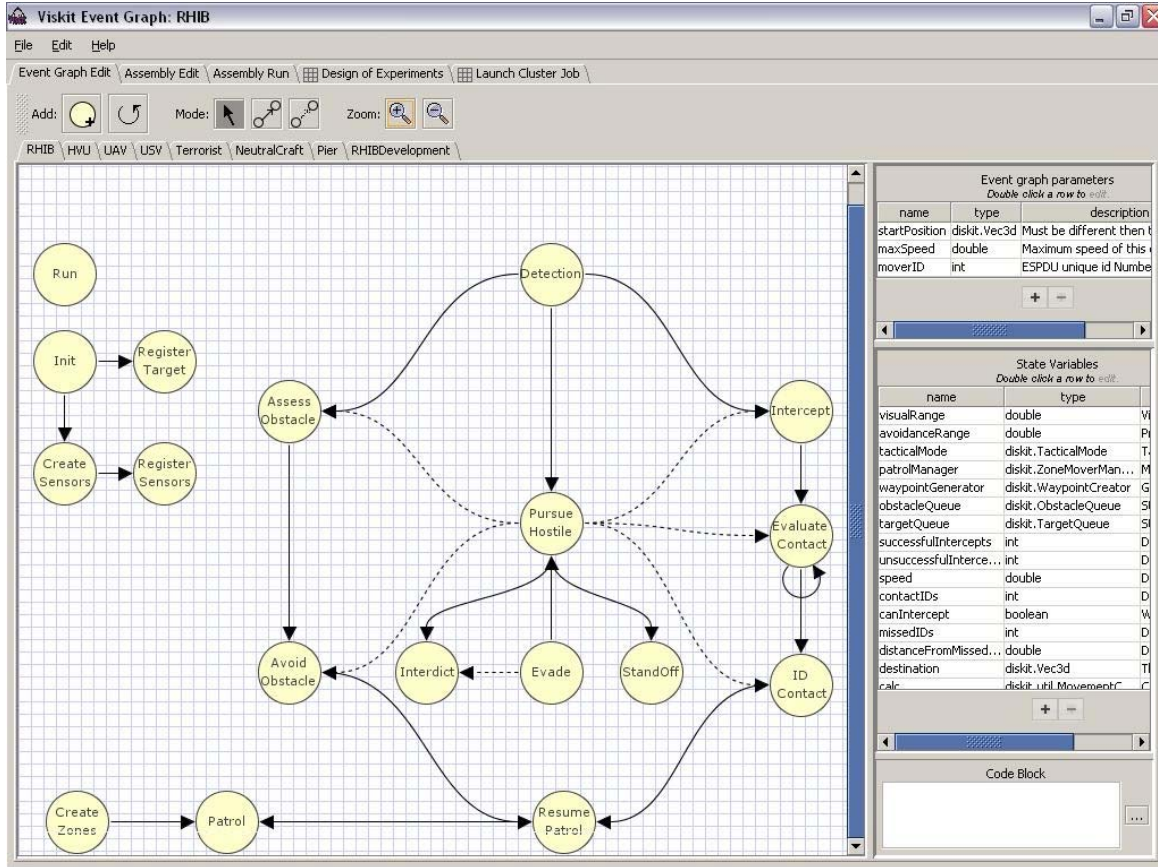 Viskit Event Graph: RHIB
File Edit Help
Event Graph Edit Assembly Edit Assembly Run Design of Experiments Launch Cluster Job
Add: Mode: Zoom:
RHIB HVU UAV USV Terrorist NeutralCraft Pier RHIBDevelopment
Run
Detection
Init
Register
Target
Assess
Obstacle
Intercept
Create
Sensors
Register
Sensors
Pursue
Hostile
Evaluate
Contact
Avoid
Obstacle
Interdict
Evade
StandOff
ID
Contact
Create
Zones
Patrol
Resume
Patrol
Event graph parameters
Double click a row to edit.
name type description
startPosition diskit.Vec3d Must be different then t
maxSpeed double Maximum speed of this
moverID int ESPDU unique id Numbe
+ −
State Variables
Double click a row to edit.
name type
visualRange double Vi
avoidanceRange double Pr
tacticalMode diskit.TacticalMode
patrolManager diskit.ZoneMoverMan... M
waypointGenerator diskit.WaypointCreator G
obstacleQueue diskit.ObstacleQueue
targetQueue diskit.TargetQueue
successfulIntercepts int D
unsuccessfulInterce... int D
speed double D
contactIDs int D
canIntercept boolean W
missedIDs int D
distanceFromMissed... double D
destination diskit.Vec3d Tl
calc diskit.util.MovementC... C
+ −
Code Block
...